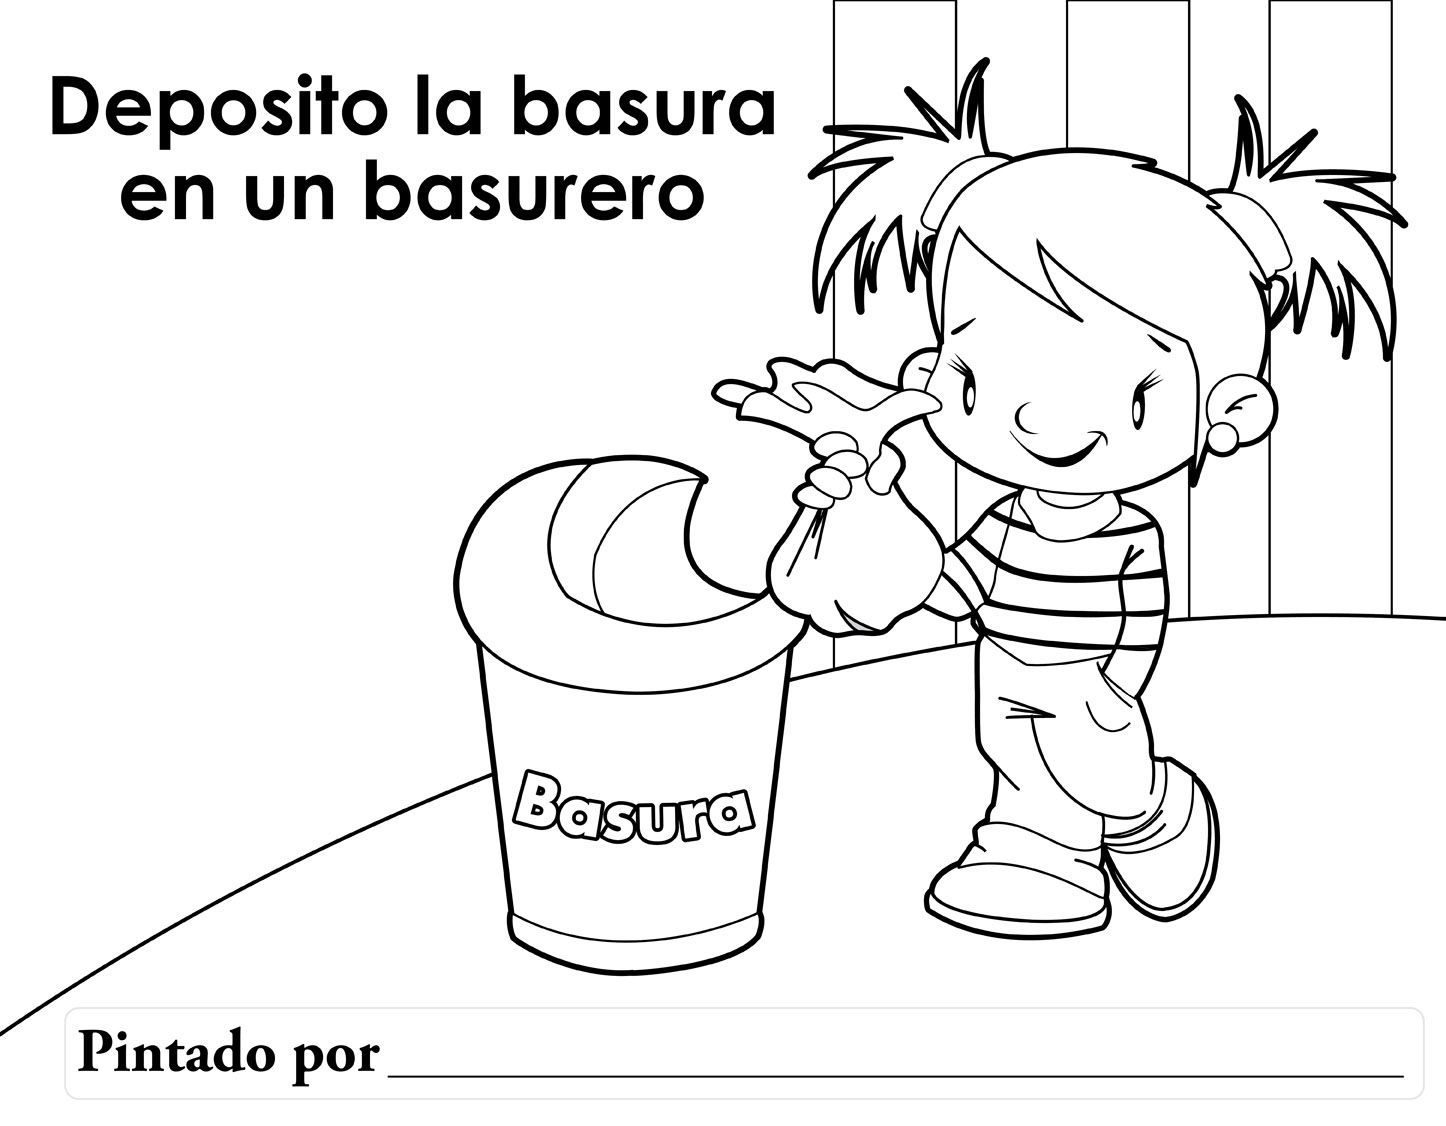 Deposito la basura
en un basurero
Basura
Pintado por